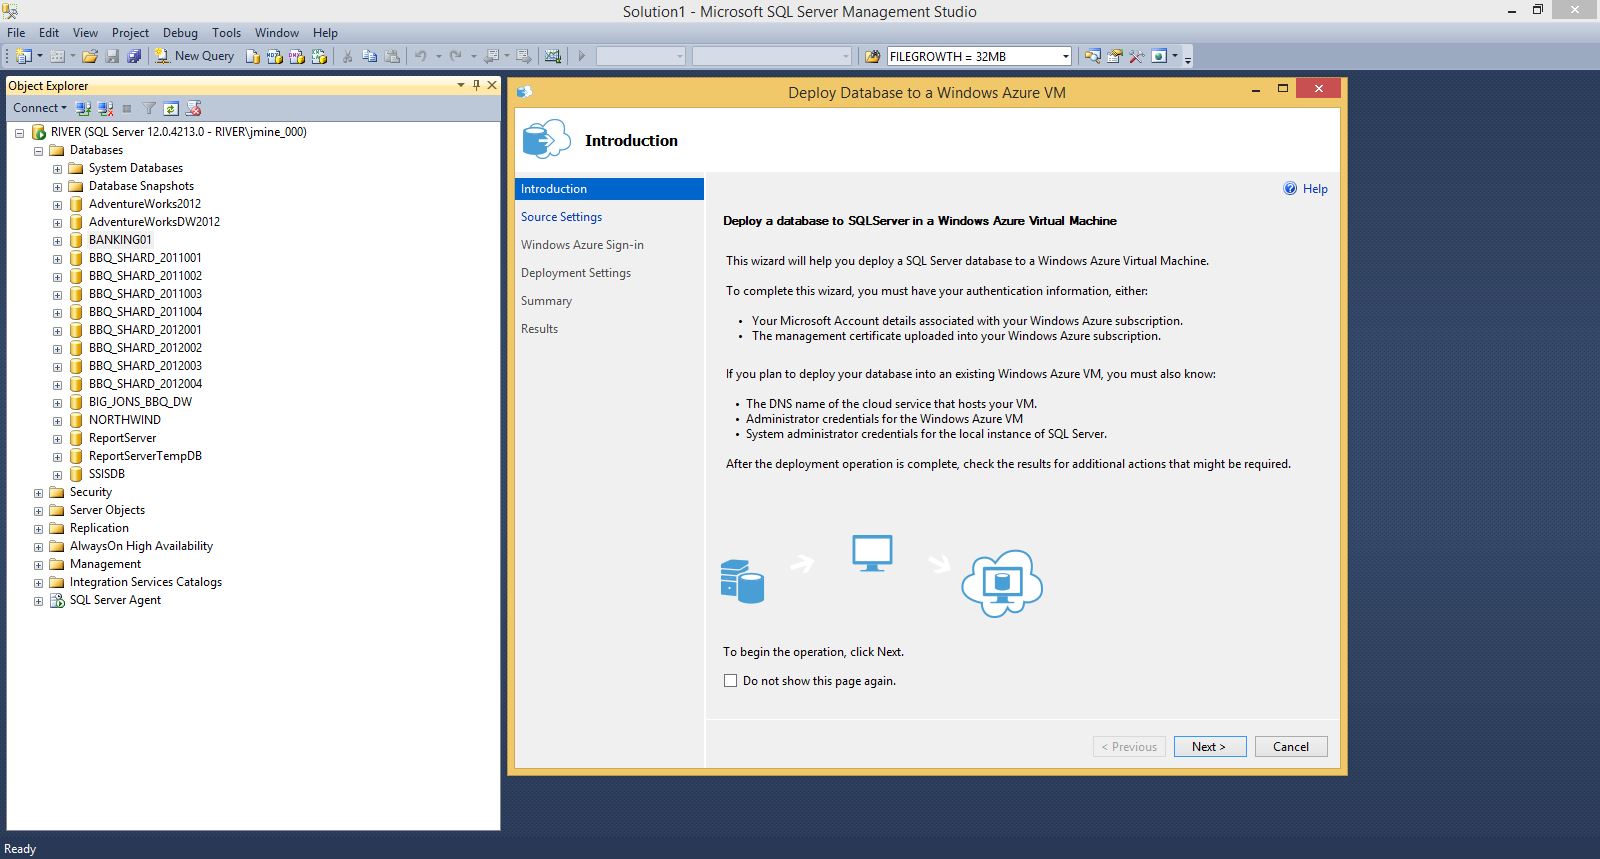 Solution1 - Microsoft SQL Server Management Studio
File Edit View Project Debug Tools Window Help
New Query
FILEGROWTH = 32MB
Object Explorer
Connect
RIVER (SQL Server 12.0.4213.0 - RIVER\jmine_000)
Databases
System Databases
Database Snapshots
AdventureWorks2012
AdventureWorksDW2012
BANKING01
BBQ_SHARD_2011001
BBQ_SHARD_2011002
BBQ_SHARD_2011003
BBQ_SHARD_2011004
BBQ_SHARD_2012001
BBQ_SHARD_2012002
BBQ_SHARD_2012003
BBQ_SHARD_2012004
BIG_JONS_BBQ_DW
NORTHWIND
ReportServer
ReportServerTempDB
SSISDB
Security
Server Objects
Replication
AlwaysOn High Availability
Management
Integration Services Catalogs
SQL Server Agent
Deploy Database to a Windows Azure VM
Introduction
Introduction
Source Settings
Windows Azure Sign-in
Deployment Settings
Summary
Results
Help
Deploy a database to SQLServer in a Windows Azure Virtual Machine
This wizard will help you deploy a SQL Server database to a Windows Azure Virtual Machine.
To complete this wizard, you must have your authentication information, either:
• Your Microsoft Account details associated with your Windows Azure subscription.
• The management certificate uploaded into your Windows Azure subscription.
If you plan to deploy your database into an existing Windows Azure VM, you must also know:
• The DNS name of the cloud service that hosts your VM.
• Administrator credentials for the Windows Azure VM
• System administrator credentials for the local instance of SQL Server.
After the deployment operation is complete, check the results for additional actions that might be required.
To begin the operation, click Next.
Do not show this page again.
< Previous
Next >
Cancel
Ready